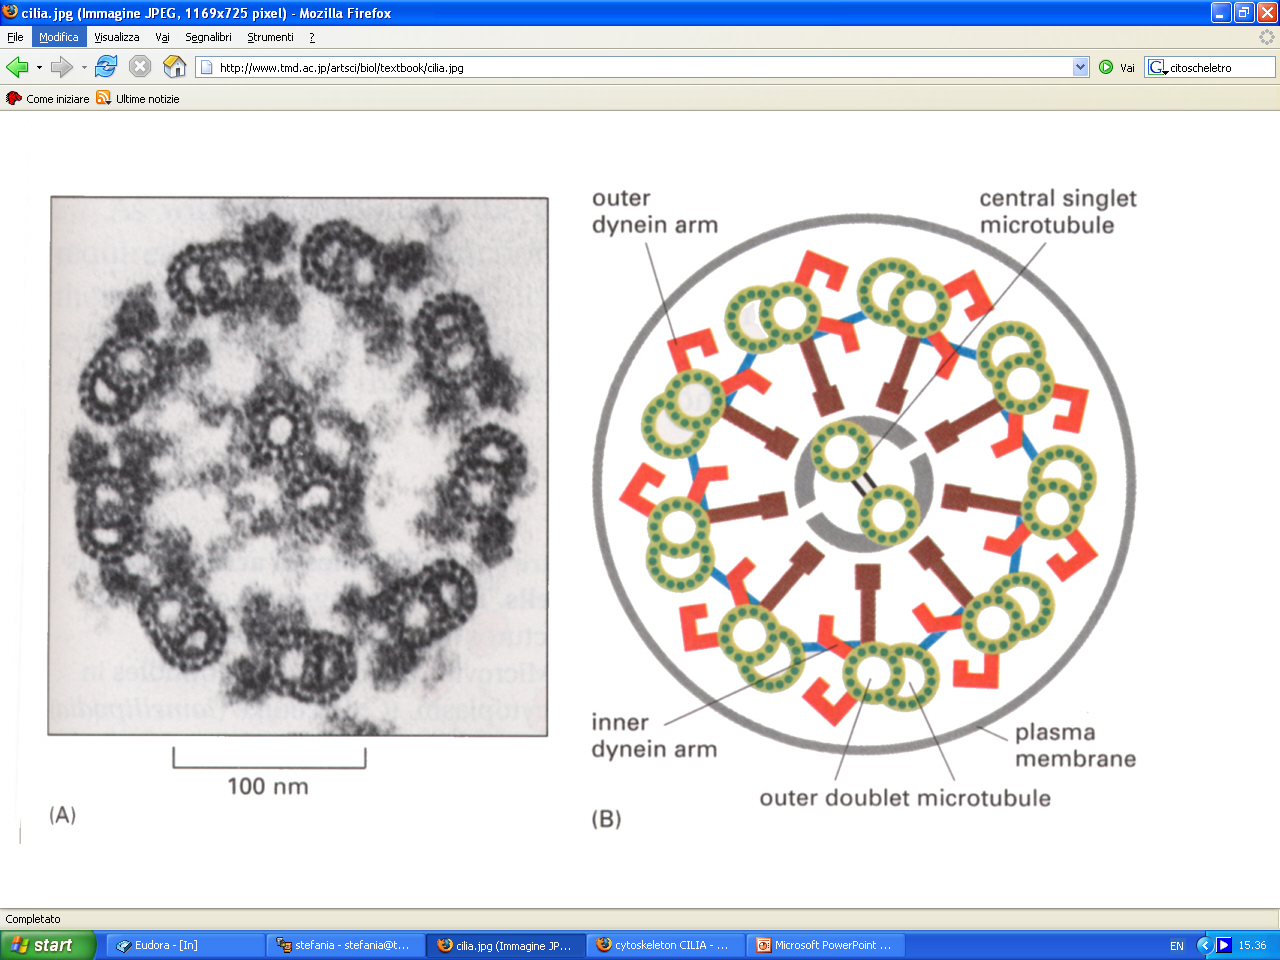 cilia.jpg (Immagine JPEG, 1169x725 pixel) - Mozilla Firefox
File Modifica Visualizza Vai Segnalibri Strumenti ?
http://www.tmd.ac.jp/artsci/biol/textbook/cilia.jpg Vai G citoscheletro
Come iniziare Ultime notizie
outer
dynein arm
central singlet
microtubule
inner
dynein arm
plasma
membrane
outer doublet microtubule
100 nm
(A)
(B)
Completato
start Eudora - [In] stefania - stefania@t... cilia.jpg (Immagine JP... cytoskeleton CILIA - ... Microsoft PowerPoint ... EN 15.36